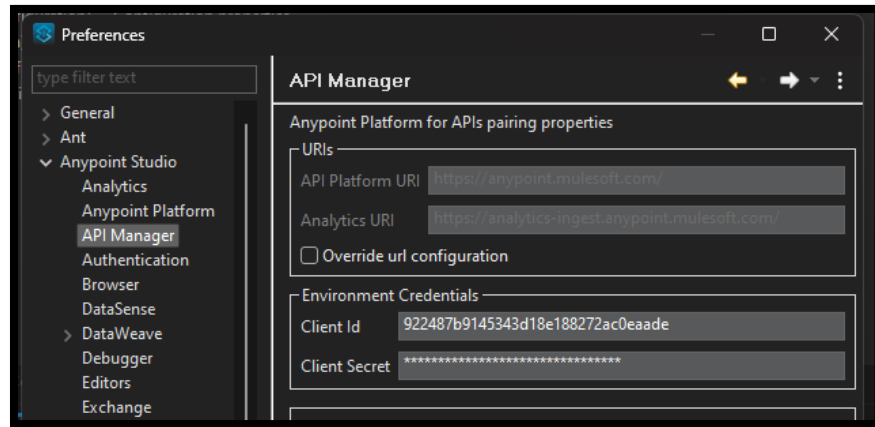 Preferences
type filter text
General
Ant
Anypoint Studio
Analytics
Anypoint Platform
API Manager
Authentication
Browser
DataSense
DataWeave
Debugger
Editors
Exchange
API Manager
Anypoint Platform for APIs pairing properties
URIs
API Platform URI https://anypoint.mulesoft.com/
Analytics URI https://analytics-ingest.anypoint.mulesoft.com/
Override url configuration
Environment Credentials
Client Id 922487b9145343d18e188272ac0eaade
Client Secret ********************************